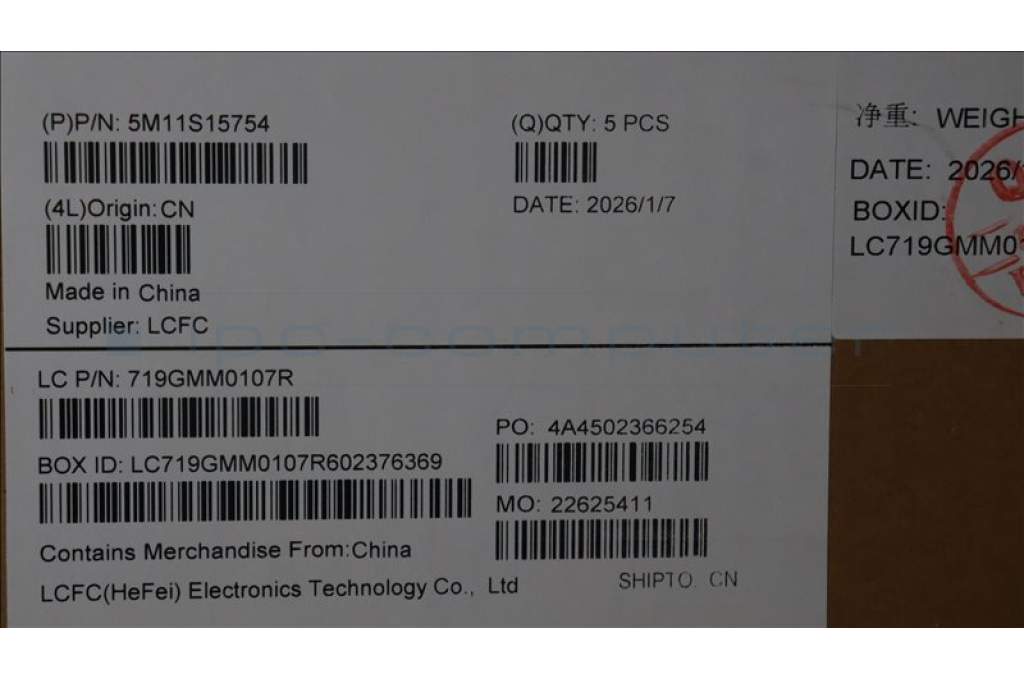 (P)P/N: 5M11S15754
(Q)QTY: 5 PCS
(4L)Origin: CN
DATE: 2026/1/7
Made in China
Supplier: LCFC
净重: WEIGH
DATE: 2026/
BOXID:
LC719GMM01
ipc-computer
LC P/N: 719GMM0107R
PO: 4A4502366254
BOX ID: LC719GMM0107R602376369
MO: 22625411
Contains Merchandise From:China
LCFC(HeFei) Electronics Technology Co., Ltd
SHIPTO. CN